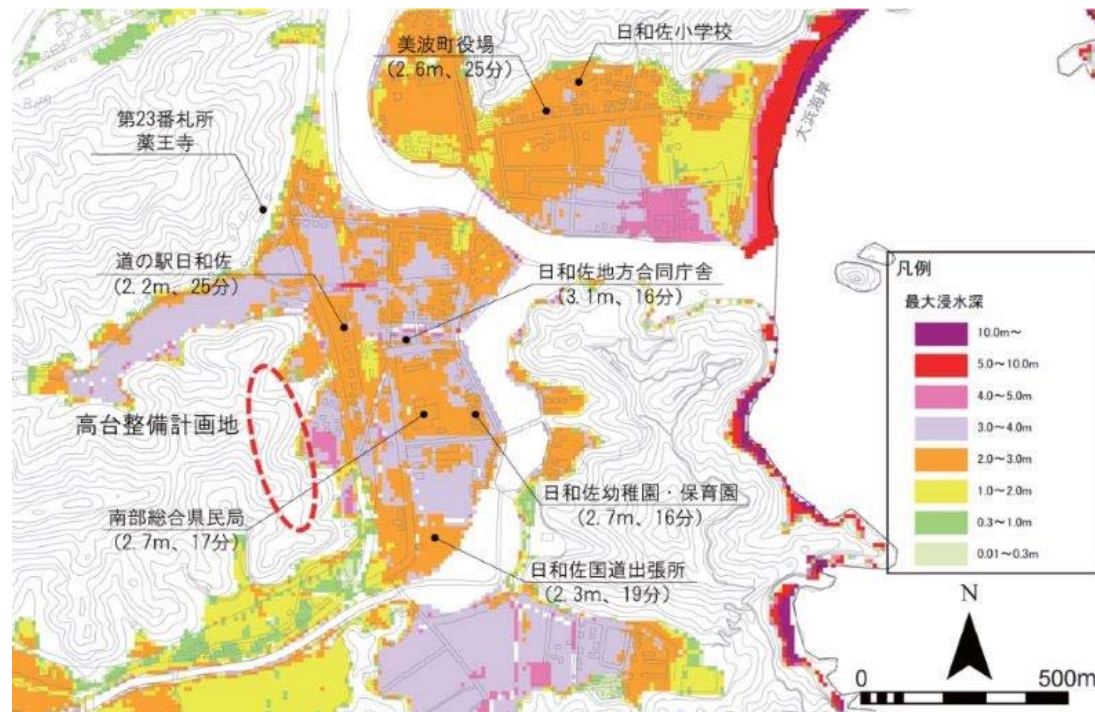 美波町役場
(2.6m、25分)
日和佐小学校
大浜海岸
第23番札所
薬王寺
道の駅日和佐
(2.2m、25分)
日和佐地方合同庁舎
(3.1m、16分)
高台整備計画地
南部総合県民局
(2.7m、17分)
日和佐幼稚園・保育園
(2.7m、16分)
日和佐国道出張所
(2.3m、19分)
凡例
最大浸水深
10.0m～
5.0～10.0m
4.0～5.0m
3.0～4.0m
2.0～3.0m
1.0～2.0m
0.3～1.0m
0.01～0.3m
N
0 500m